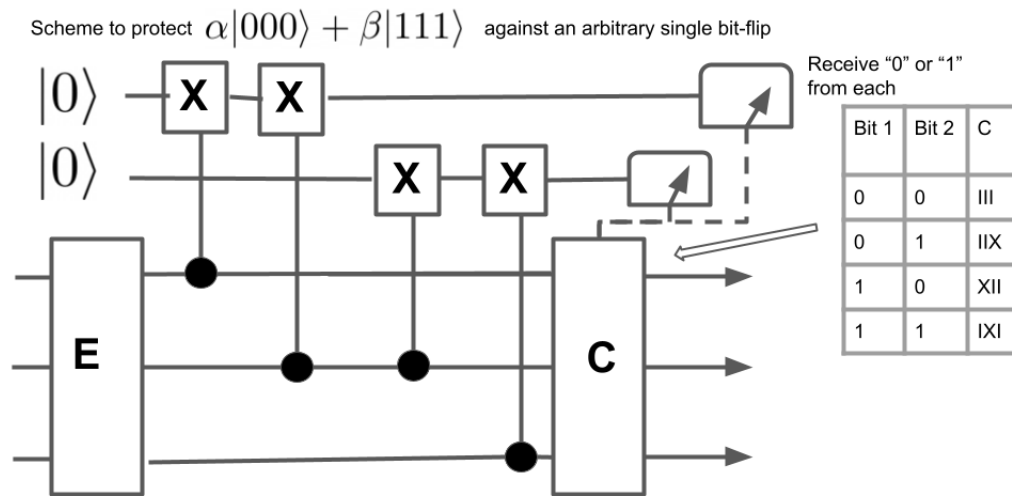 Scheme to protect α|000⟩ + β|111⟩ against an arbitrary single bit-flip
Receive “0” or “1”
from each
|0⟩ X X
|0⟩ X X
Bit 1 Bit 2 C
0 0 III
0 1 IIX
1 0 XII
1 1 IXI
E C